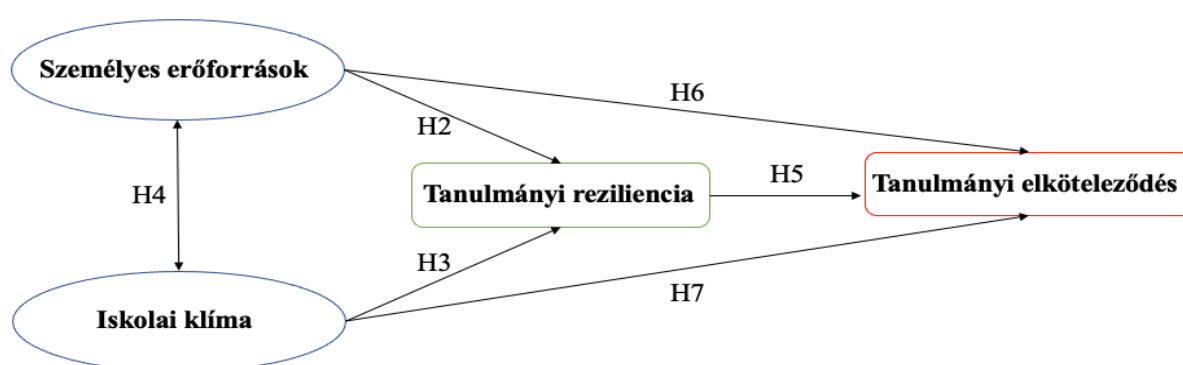 Személyes erőforrások
H6
H2
Tanulmányi elköteleződés
H5
Tanulmányi reziliencia
H4
H3
H7
Iskolai klíma